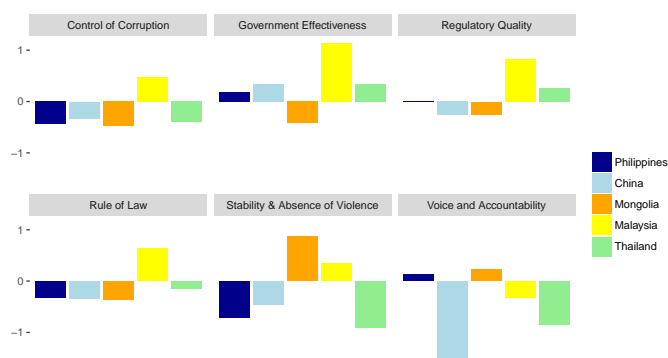 Control of Corruption
Government Effectiveness
Regulatory Quality
1
0
−1
Rule of Law
Stability & Absence of Violence
Voice and Accountability
1
0
−1
Philippines
China
Mongolia
Malaysia
Thailand